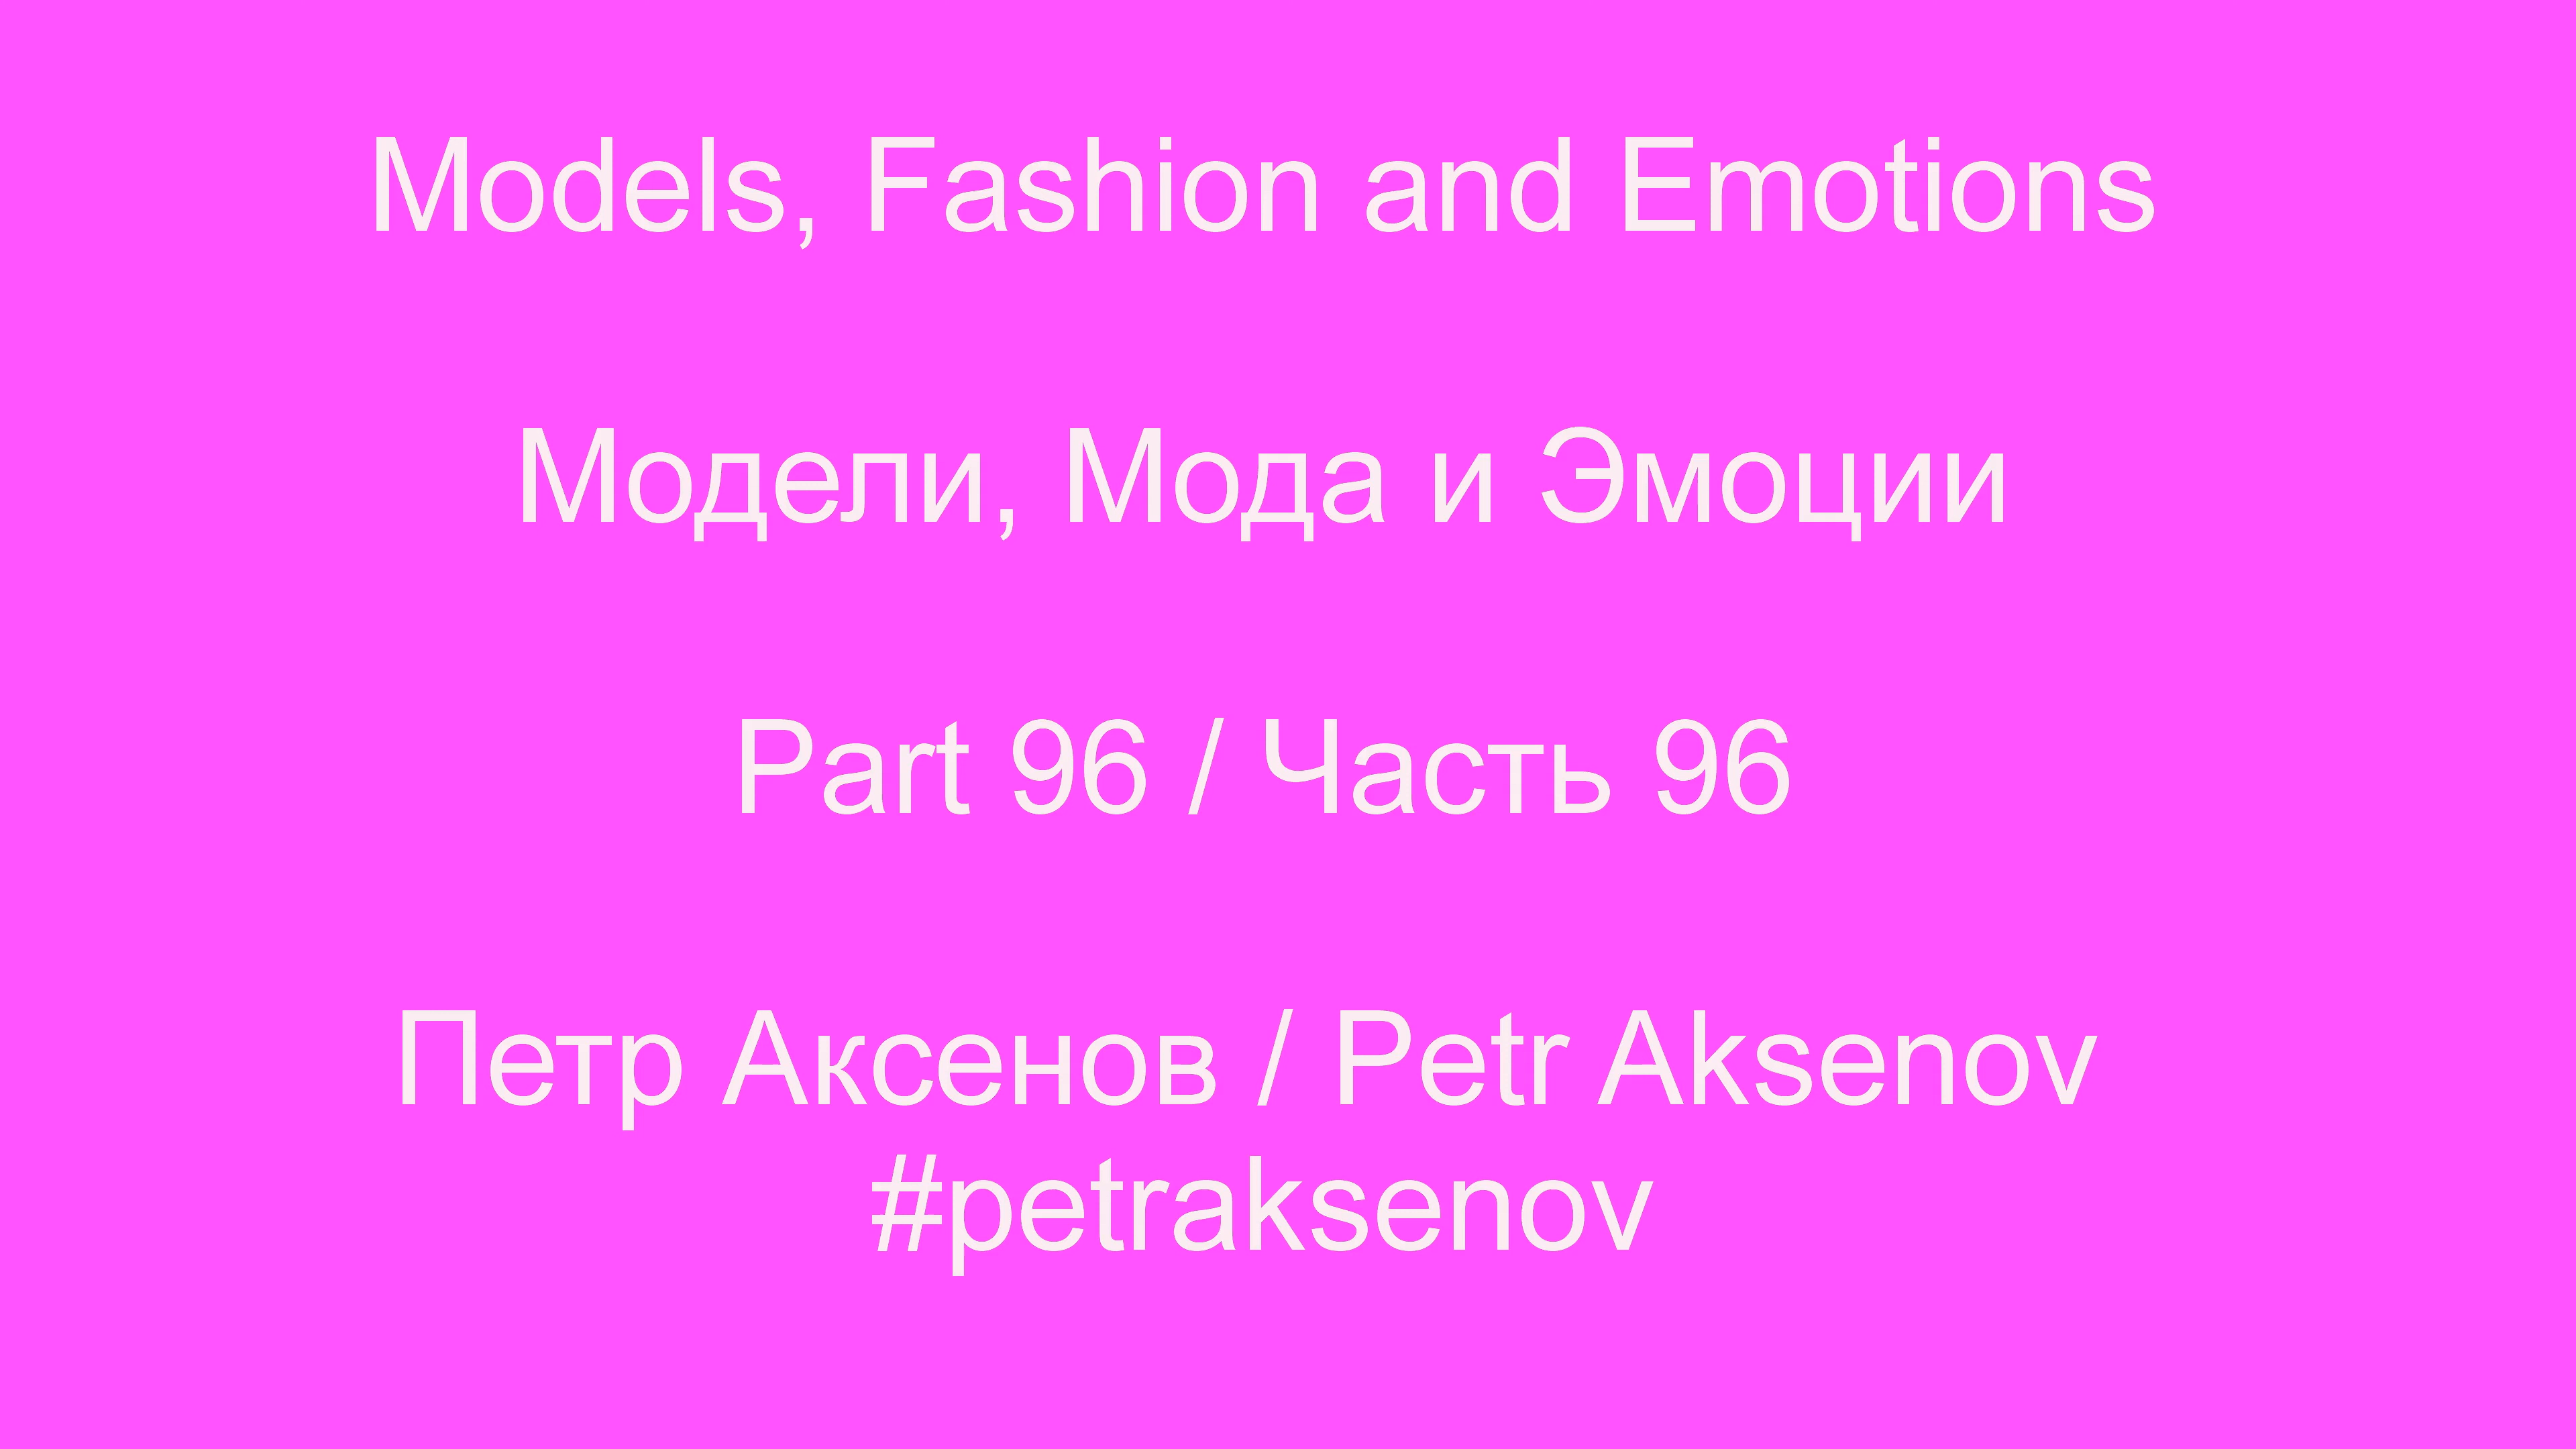 Models, Fashion and Emotions
Модели, Мода и Эмоции
Part 96 / Часть 96
Петр Аксенов / Petr Aksenov
#petraksenov